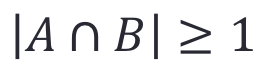 |A ∩ B| ≥ 1